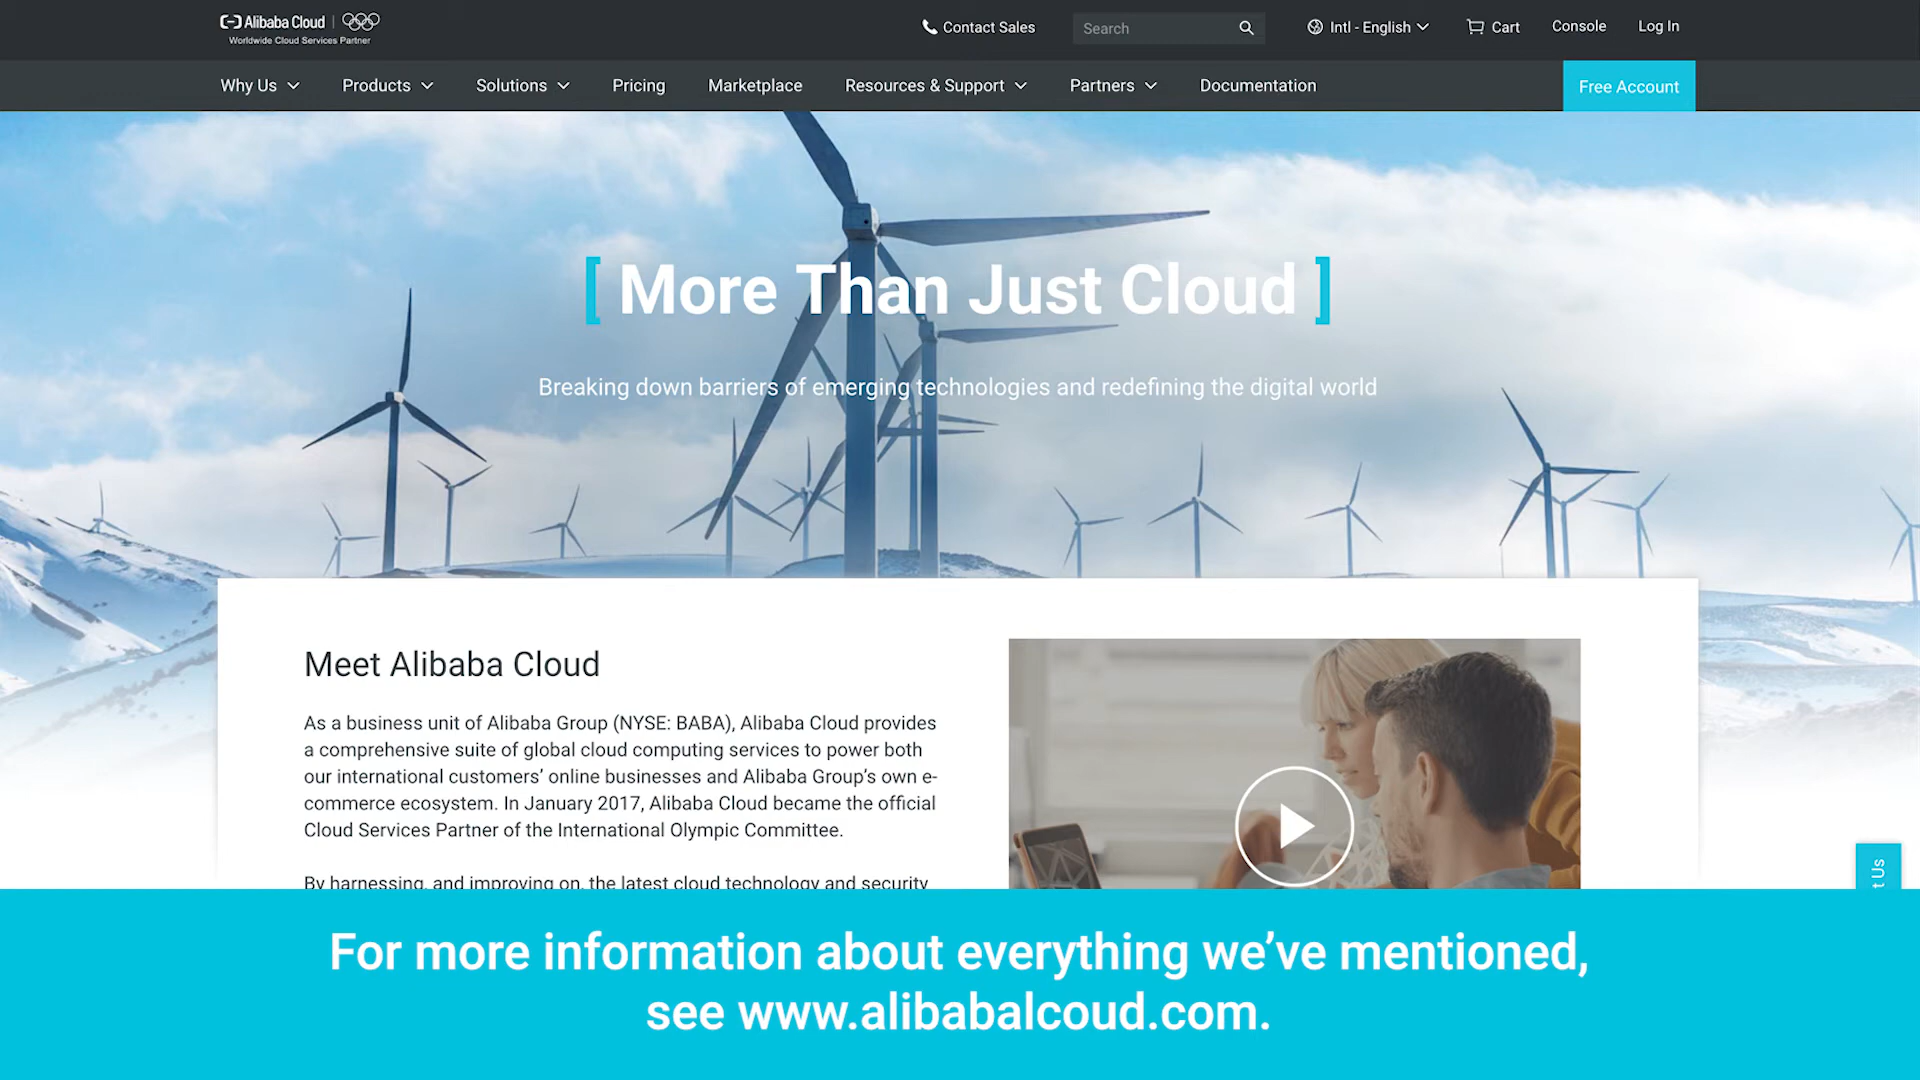 Alibaba Cloud
Worldwide Cloud Services Partner
Contact Sales
Search
Intl - English
Cart
Console
Log In
Why Us
Products
Solutions
Pricing
Marketplace
Resources & Support
Partners
Documentation
Free Account
[ More Than Just Cloud ]
Breaking down barriers of emerging technologies and redefining the digital world
Meet Alibaba Cloud
As a business unit of Alibaba Group (NYSE: BABA), Alibaba Cloud provides
a comprehensive suite of global cloud computing services to power both
our international customers’ online businesses and Alibaba Group’s own e-
commerce ecosystem. In January 2017, Alibaba Cloud became the official
Cloud Services Partner of the International Olympic Committee.
By harnessing, and improving on, the latest cloud technology and security
t Us
For more information about everything we’ve mentioned,
see www.alibabalcoud.com.